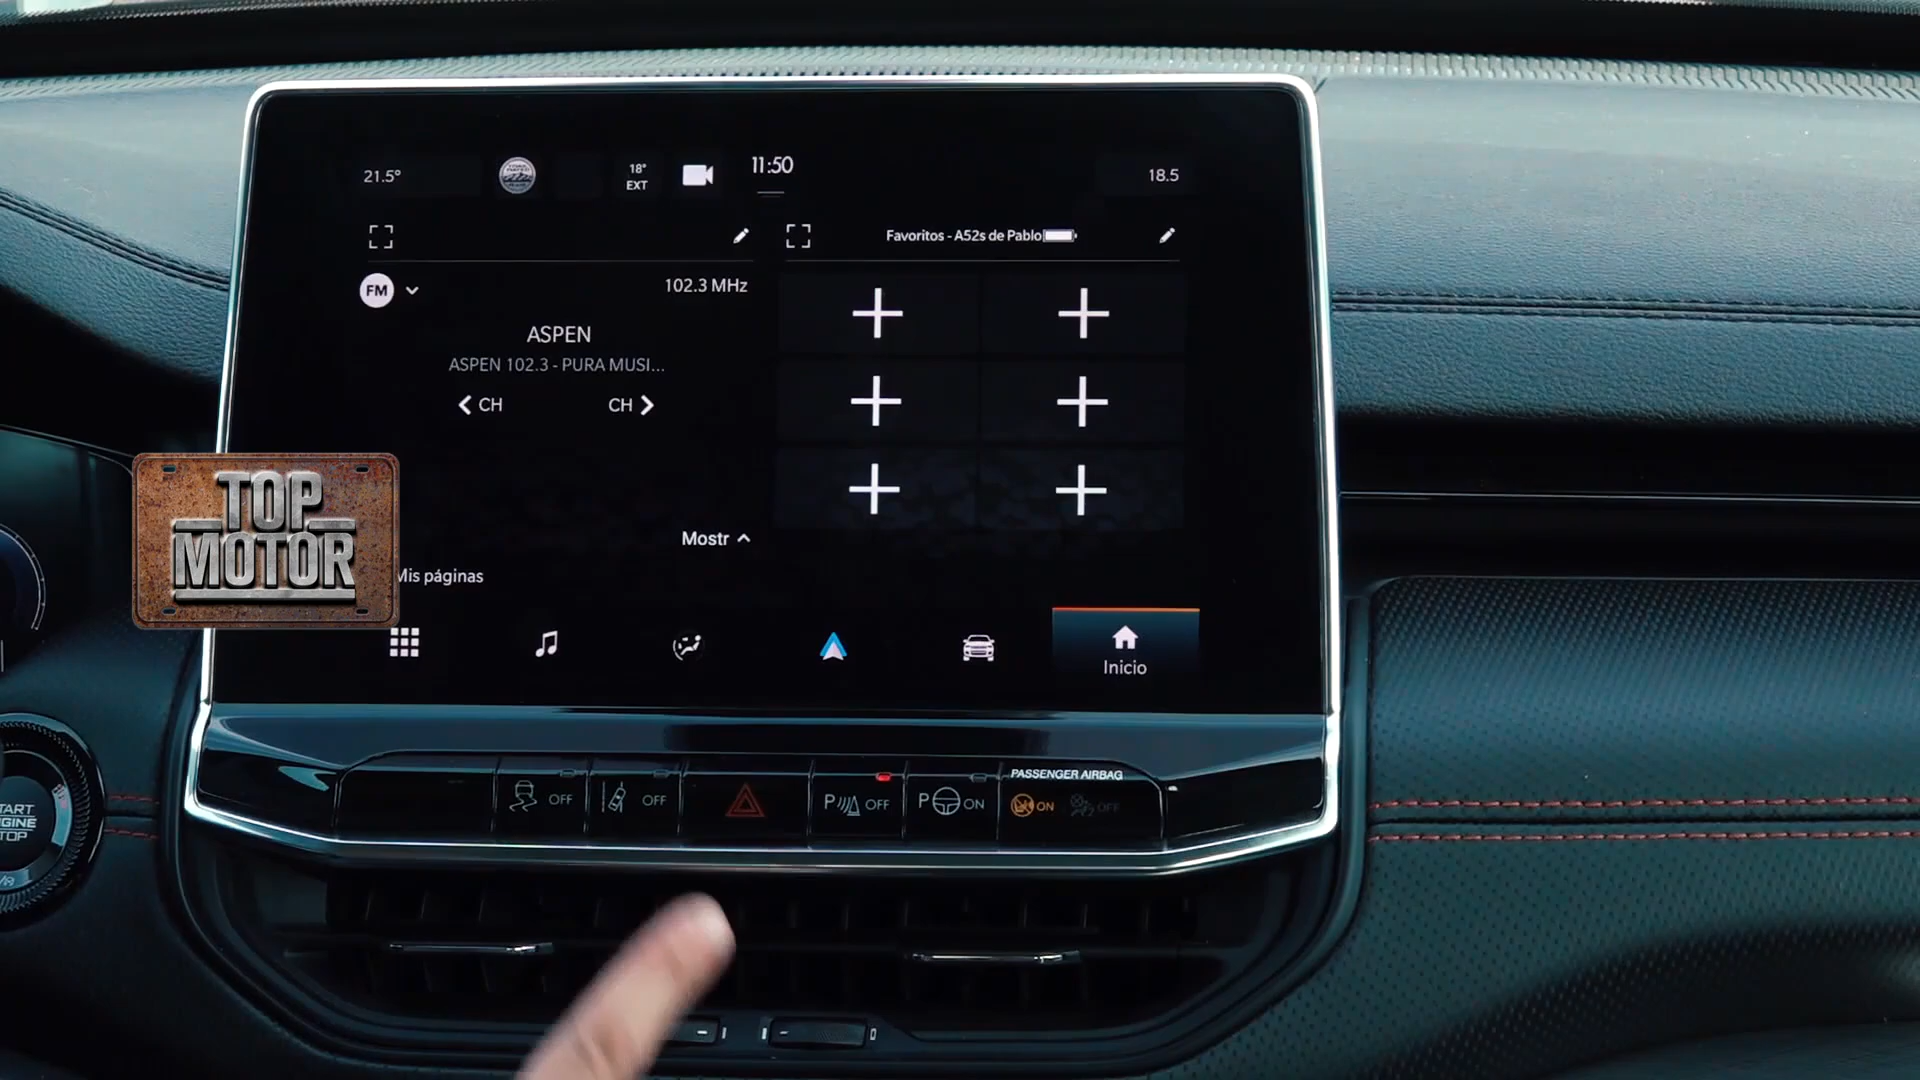 21.5°
18°
EXT
11:50
18.5
Favoritos - A52s de Pablo
FM
102.3 MHz
ASPEN
ASPEN 102.3 - PURA MUSI...
CH
CH
Mostr
TOP
MOTOR
Mis páginas
Inicio
OFF
OFF
P OFF
P ON
PASSENGER AIRBAG
ON
OFF
START
ENGINE
STOP